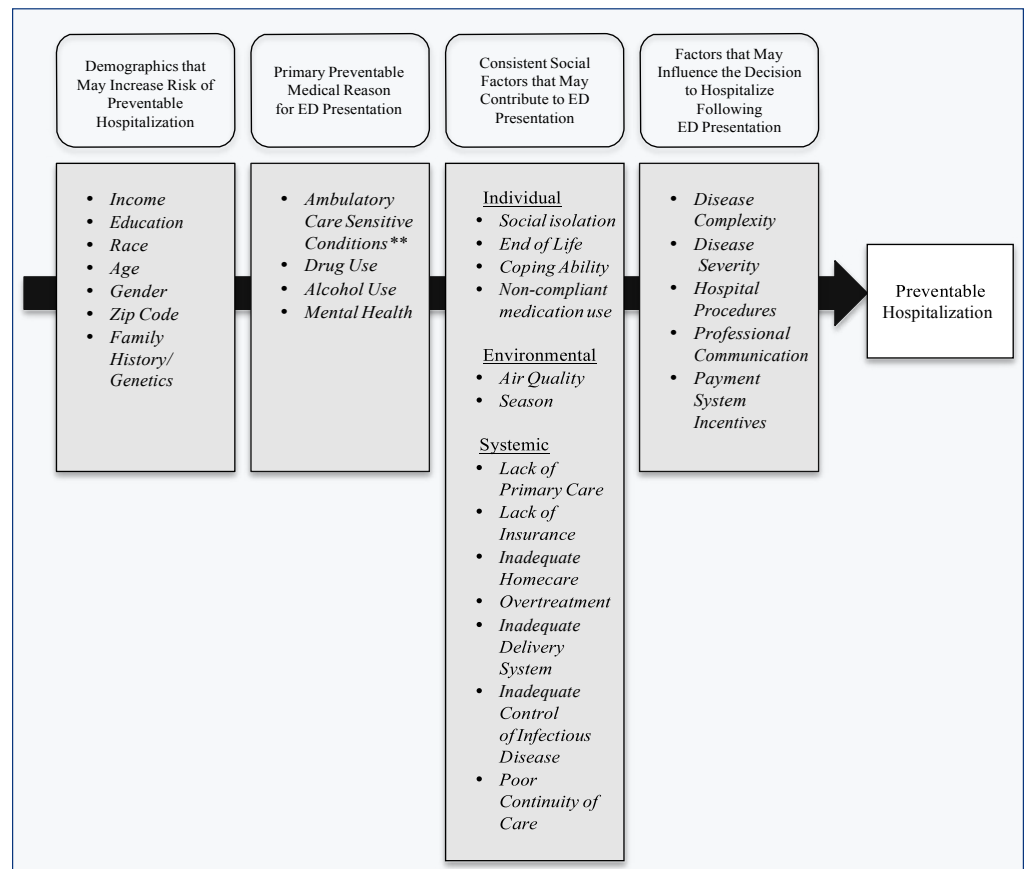 Demographics that
May Increase Risk of
Preventable
Hospitalization
Primary Preventable
Medical Reason
for ED Presentation
Consistent Social
Factors that May
Contribute to ED
Presentation
Factors that May
Influence the Decision
to Hospitalize
Following
ED Presentation
• Income
• Education
• Race
• Age
• Gender
• Zip Code
• Family
History/
Genetics
• Ambulatory
Care Sensitive
Conditions**
• Drug Use
• Alcohol Use
• Mental Health
Individual
• Social isolation
• End of Life
• Coping Ability
• Non-compliant
medication use
Environmental
• Air Quality
• Season
Systemic
• Lack of
Primary Care
• Lack of
Insurance
• Inadequate
Homecare
• Overtreatment
• Inadequate
Delivery
System
• Inadequate
Control
of Infectious
Disease
• Poor
Continuity of
Care
• Disease
Complexity
• Disease
Severity
• Hospital
Procedures
• Professional
Communication
• Payment
System
Incentives
Preventable
Hospitalization